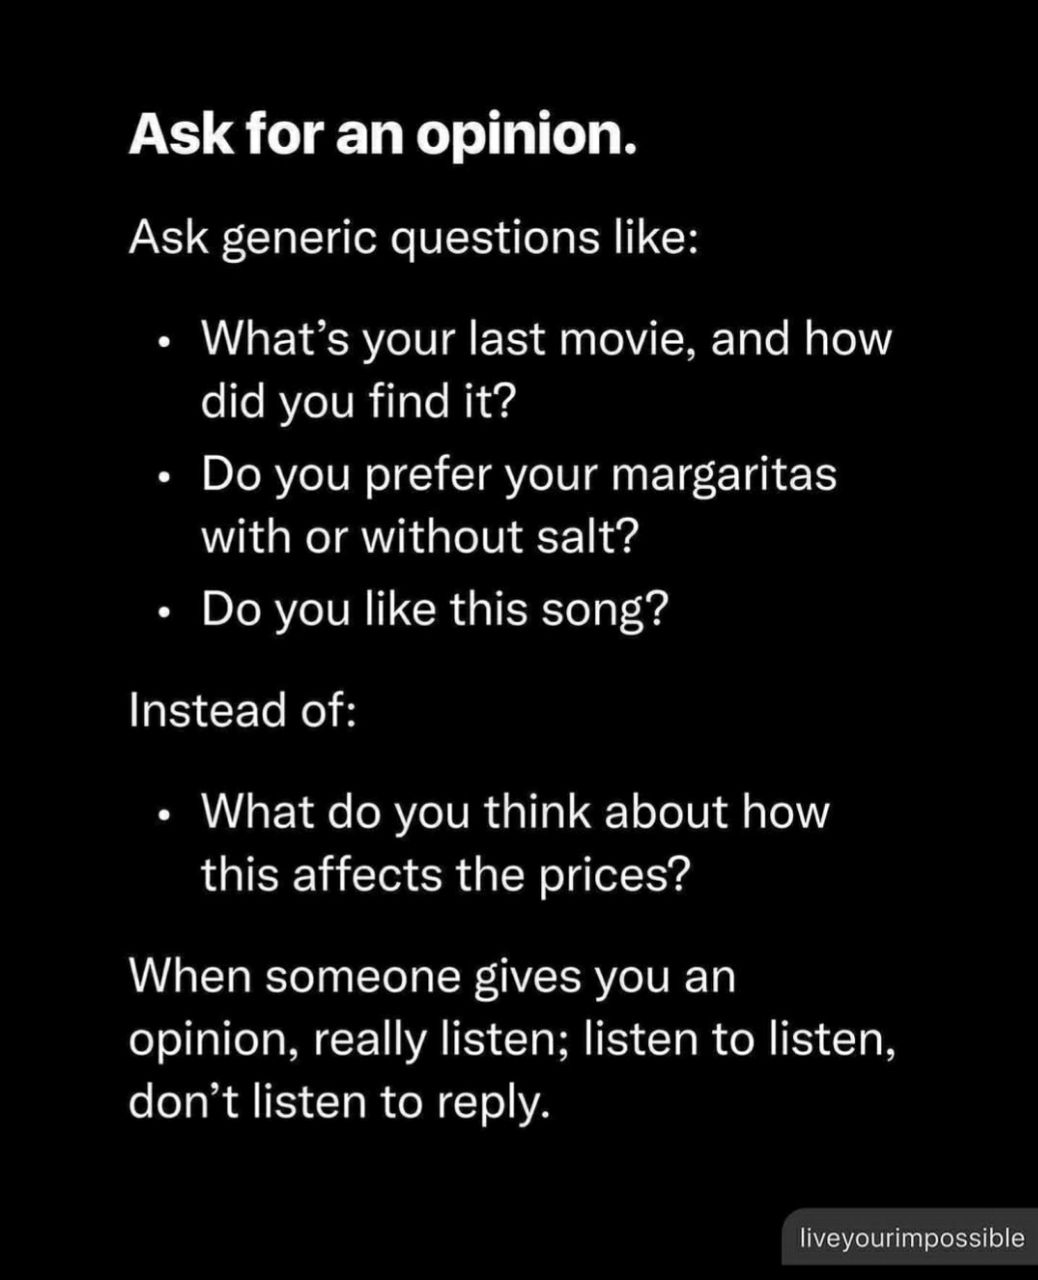 Ask for an opinion.
Ask generic questions like:
• What’s your last movie, and how
did you find it?
• Do you prefer your margaritas
with or without salt?
• Do you like this song?
Instead of:
• What do you think about how
this affects the prices?
When someone gives you an
opinion, really listen; listen to listen,
don’t listen to reply.
liveyourimpossible